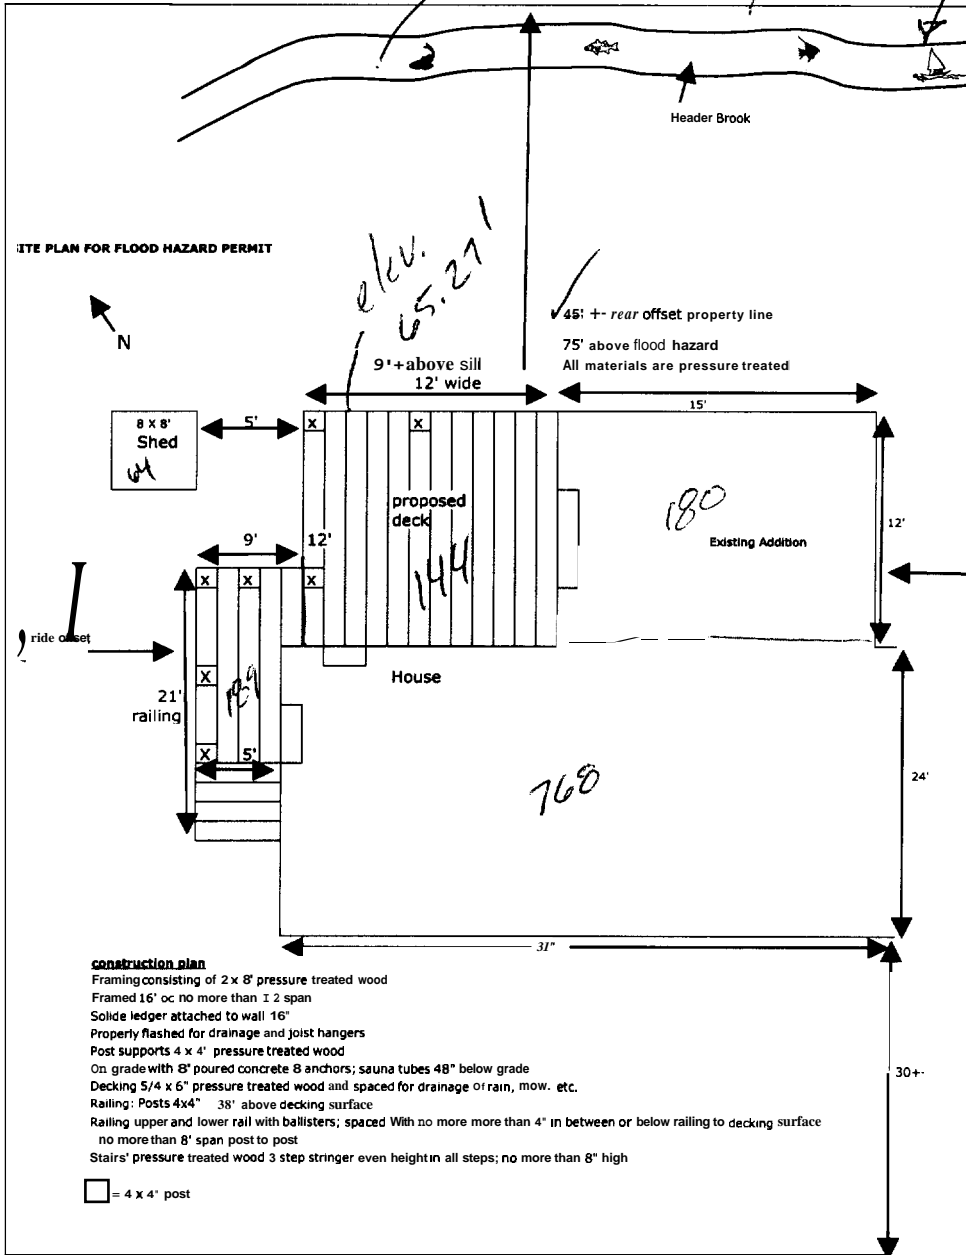 Header Brook
SITE PLAN FOR FLOOD HAZARD PERMIT
N
elev.
65.27'
45' +- rear offset property line
75' above flood hazard
All materials are pressure treated
9'+above sill
12' wide
15'
8 X 8'
Shed
64
5'
X X
proposed
deck
144
180
Existing Addition
12'
9' 12'
X X X
offset
House
X
21'
railing
189
X
5'
768
24'
31"
construction plan
Framing consisting of 2 x 8' pressure treated wood
Framed 16' oc no more than I 2 span
Solide ledger attached to wall 16"
Properly flashed for drainage and joist hangers
Post supports 4 x 4' pressure treated wood
On grade with 8' poured concrete 8 anchors; sauna tubes 48" below grade
Decking 5/4 x 6" pressure treated wood and spaced for drainage of rain, mow. etc.
Railing: Posts 4x4" 38' above decking surface
Railing upper and lower rail with ballisters; spaced With no more more than 4" in between or below railing to decking surface
no more than 8' span post to post
Stairs' pressure treated wood 3 step stringer even height in all steps; no more than 8" high
30+-
= 4 x 4" post